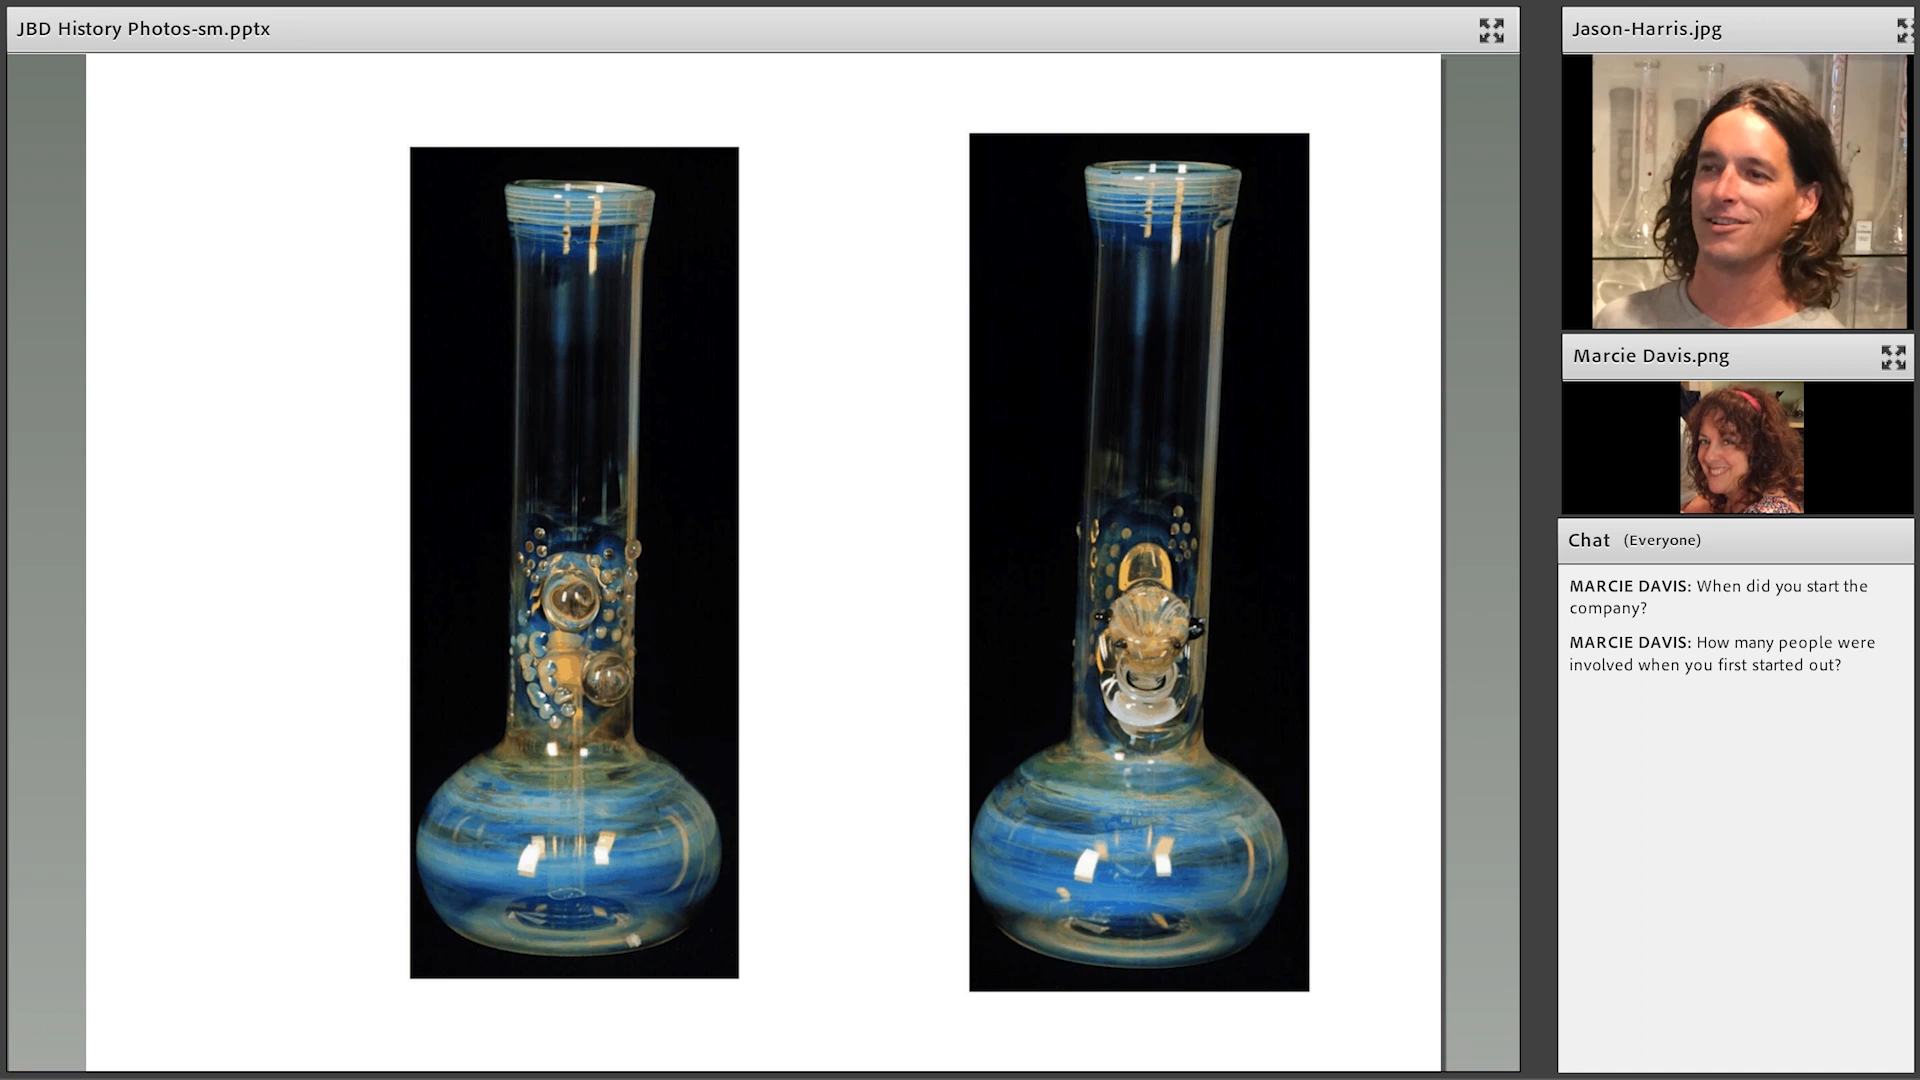 JBD History Photos-sm.pptx
Jason-Harris.jpg
Marcie Davis.png
Chat (Everyone)
MARCIE DAVIS: When did you start the
company?
MARCIE DAVIS: How many people were
involved when you first started out?